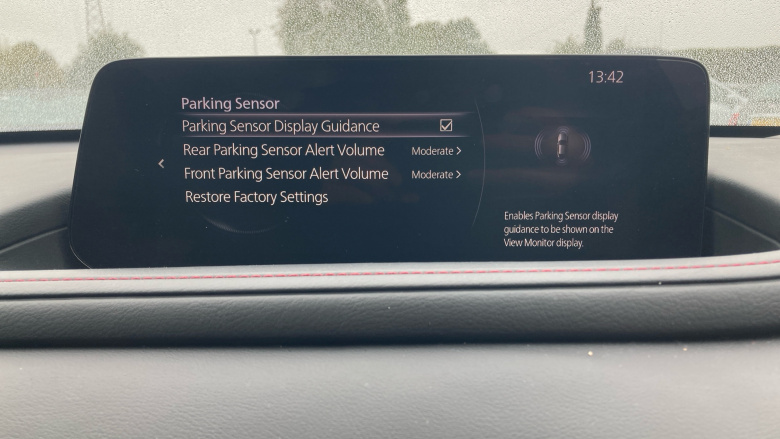 13:42
Parking Sensor
Parking Sensor Display Guidance
Rear Parking Sensor Alert Volume Moderate >
Front Parking Sensor Alert Volume Moderate >
Restore Factory Settings
Enables Parking Sensor display
guidance to be shown on the
View Monitor display.